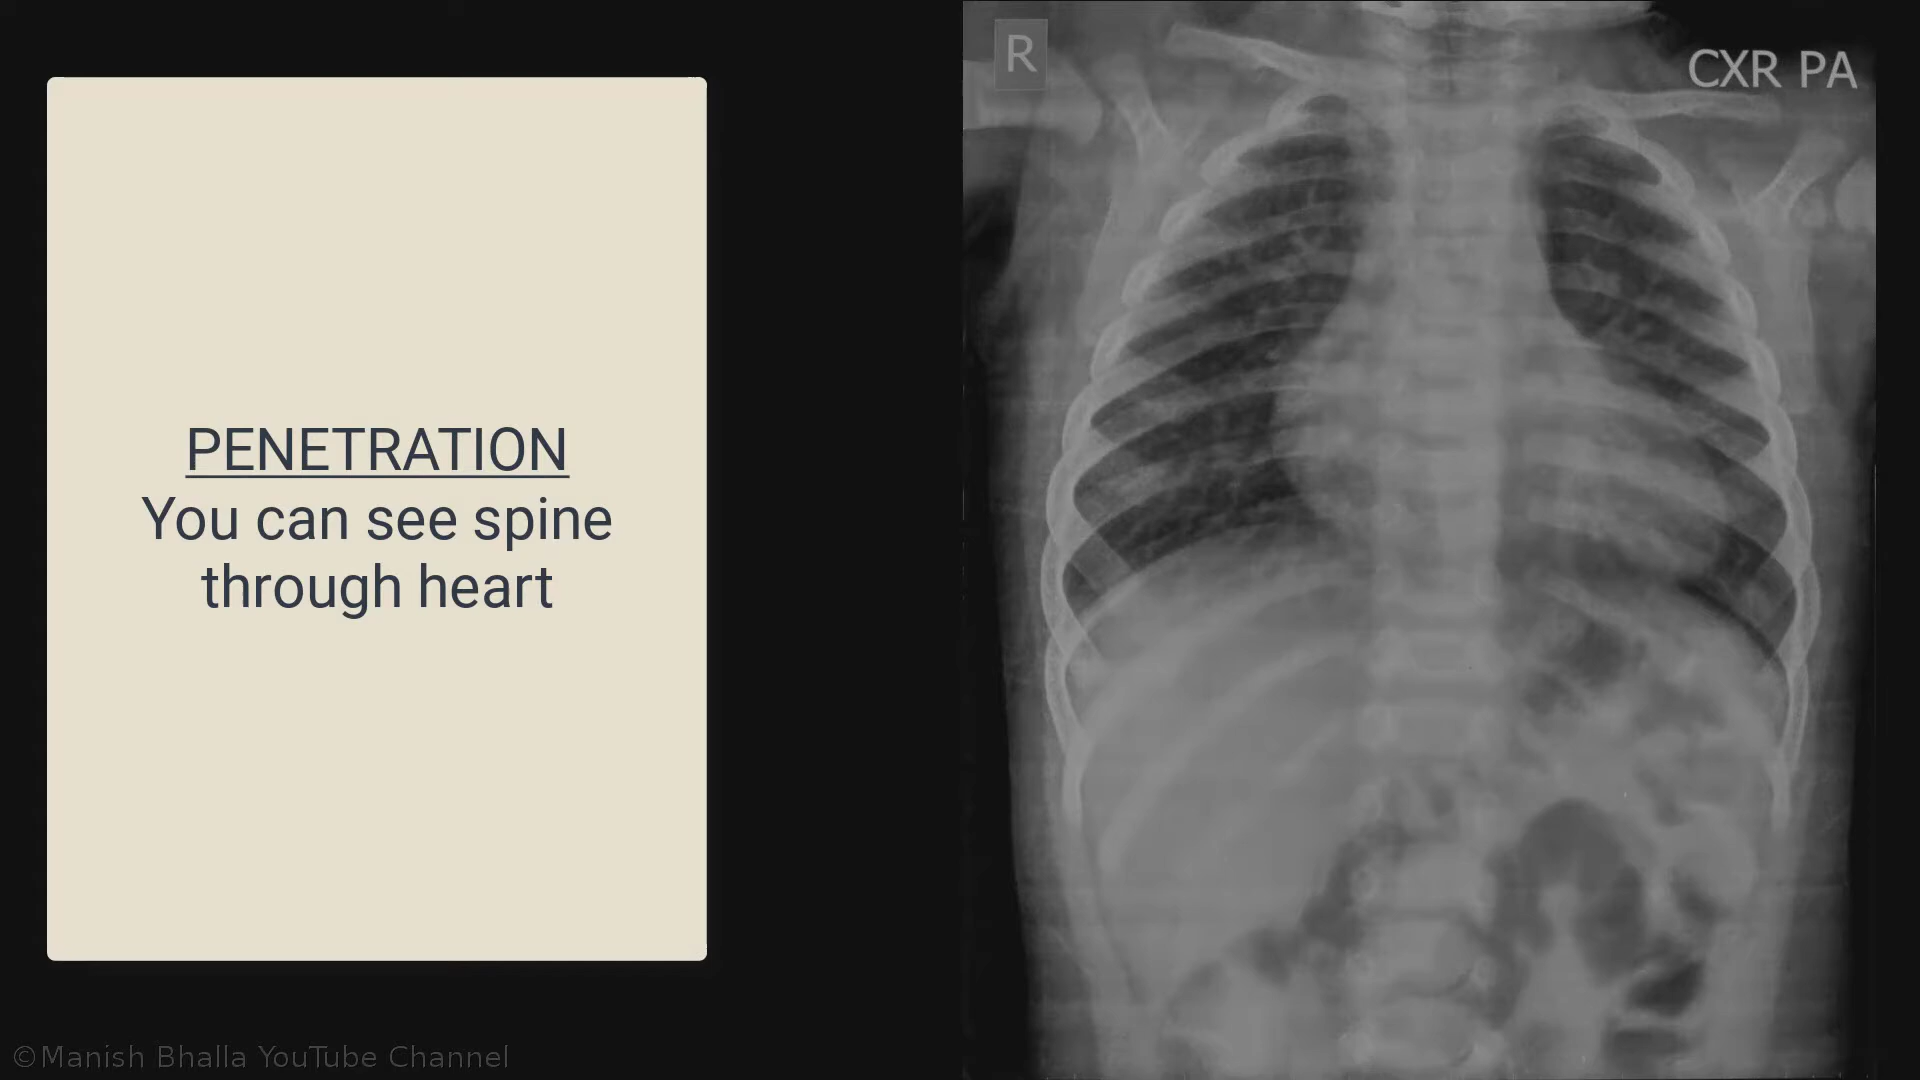 PENETRATION
You can see spine
through heart
R
CXR PA
©Manish Bhalla YouTube Channel